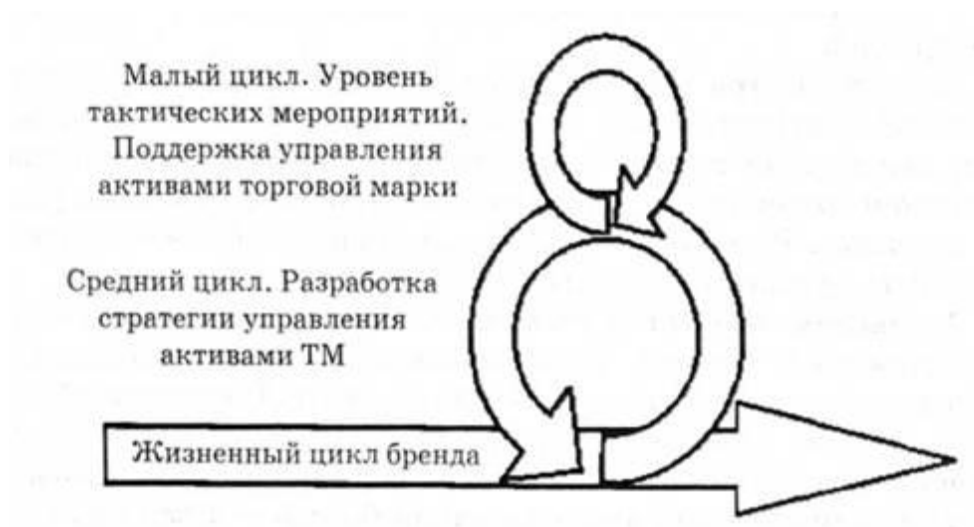 Малый цикл. Уровень
тактических мероприятий.
Поддержка управления
активами торговой марки
Средний цикл. Разработка
стратегии управления
активами ТМ
Жизненный цикл бренда